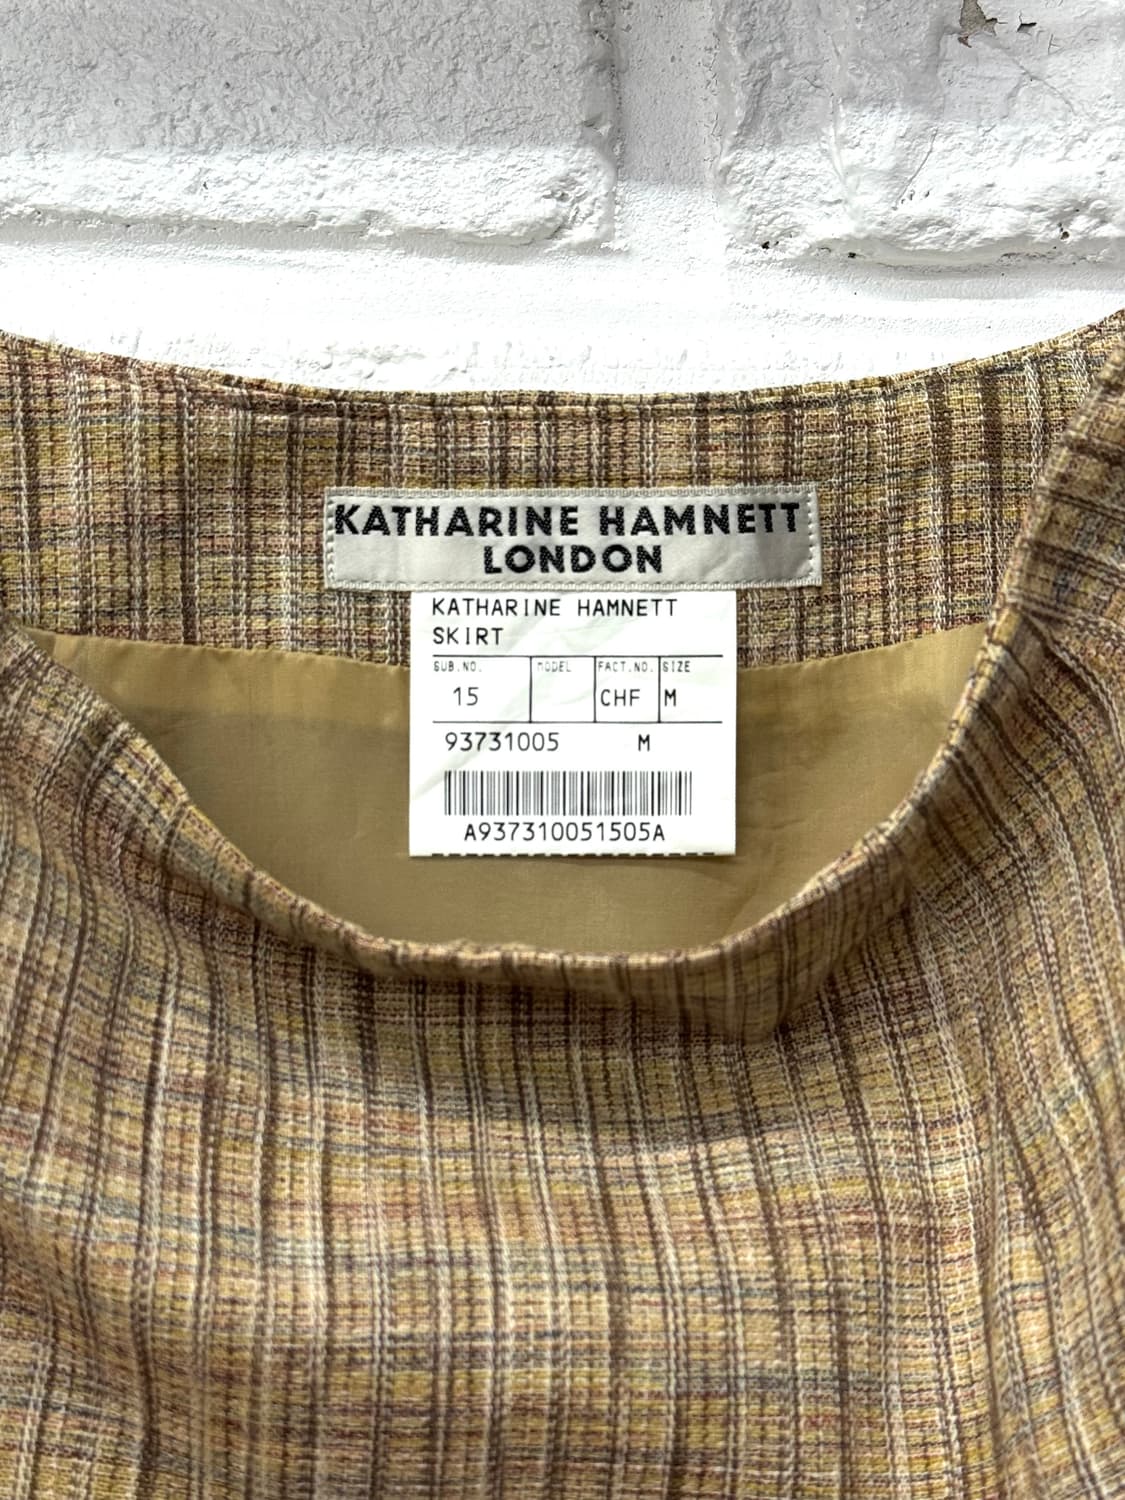 KATHARINE HAMNETT
LONDON
KATHARINE HAMNETT
SKIRT
SUB.NO. MODEL FACT.NO. SIZE
15 CHF M
93731005 M
A937310051505A